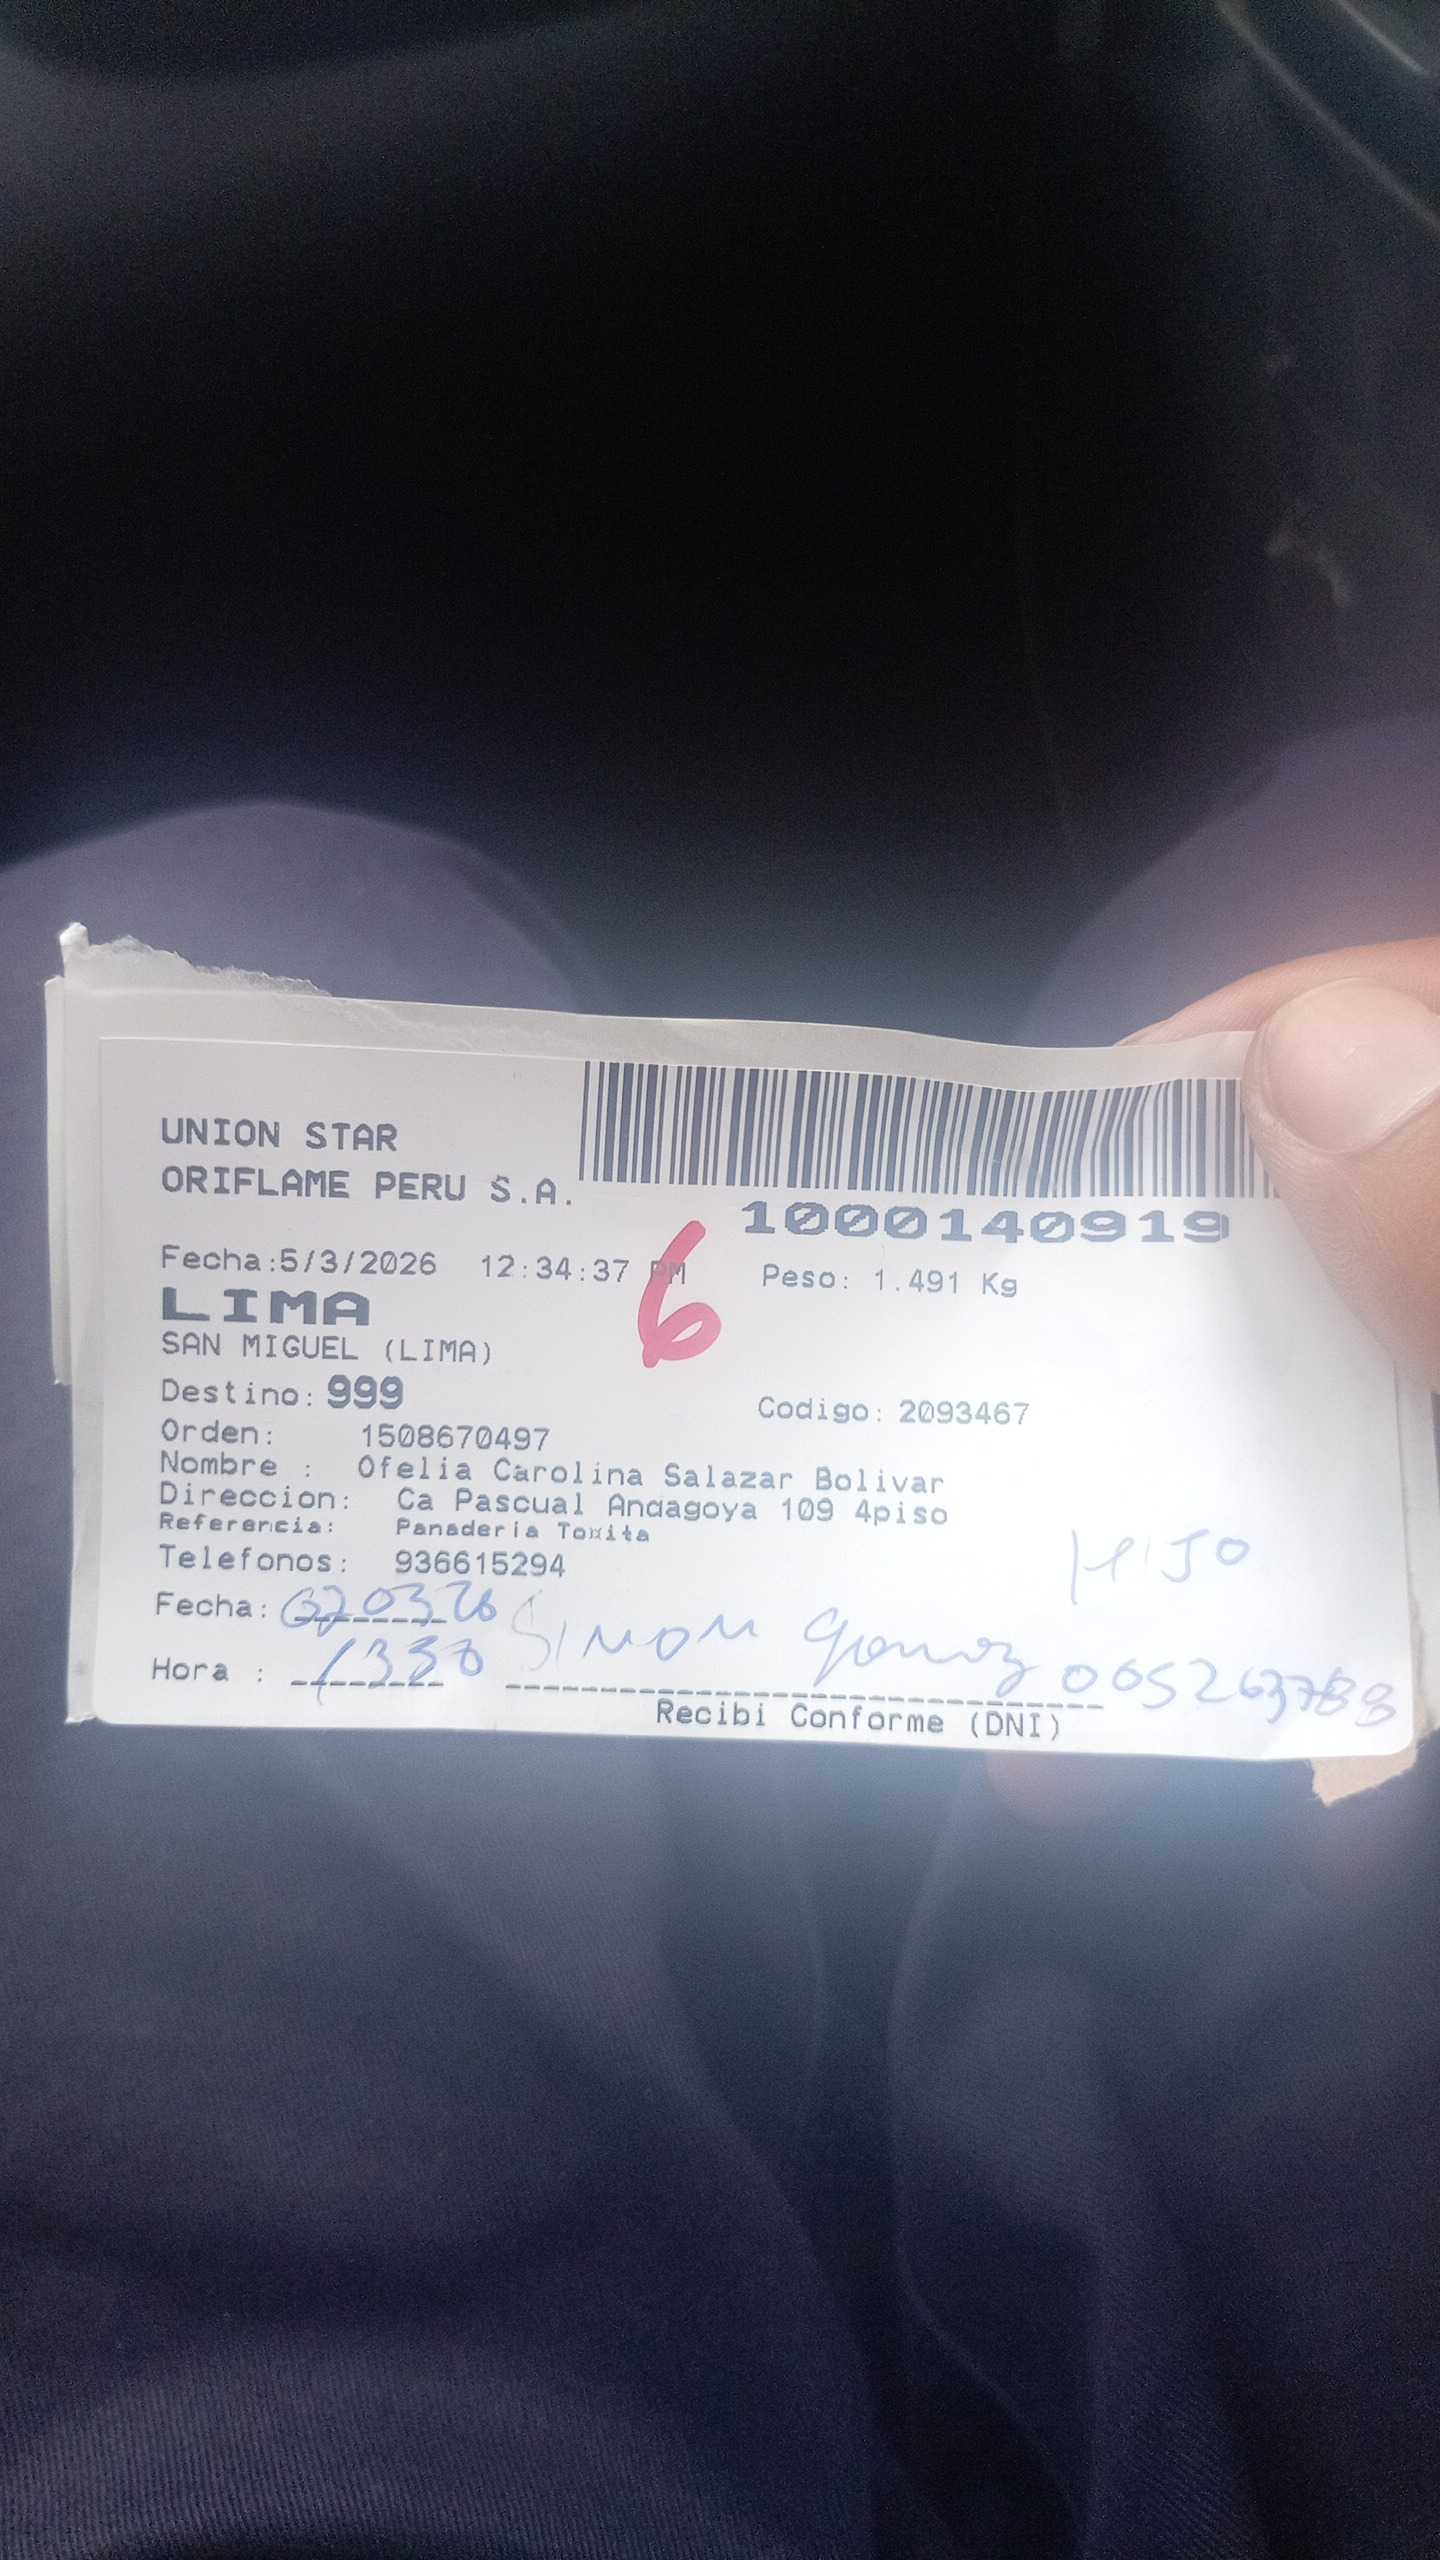 UNION STAR
ORIFLAME PERU S.A.
1000140919
Fecha:5/3/2026 12:34:37 PM
Peso: 1.491 Kg
6
LIMA
SAN MIGUEL (LIMA)
Destino: 999
Codigo: 2093467
Orden: 1508670497
Nombre : Ofelia Carolina Salazar Bolivar
Direccion: Ca Pascual Andagoya 109 4piso
Referencia: Panaderia
Telefonos: 936615294
HIJO
Fecha: 070326
Hora : 1330
SIMON Gomez
Recibi Conforme (DNI)